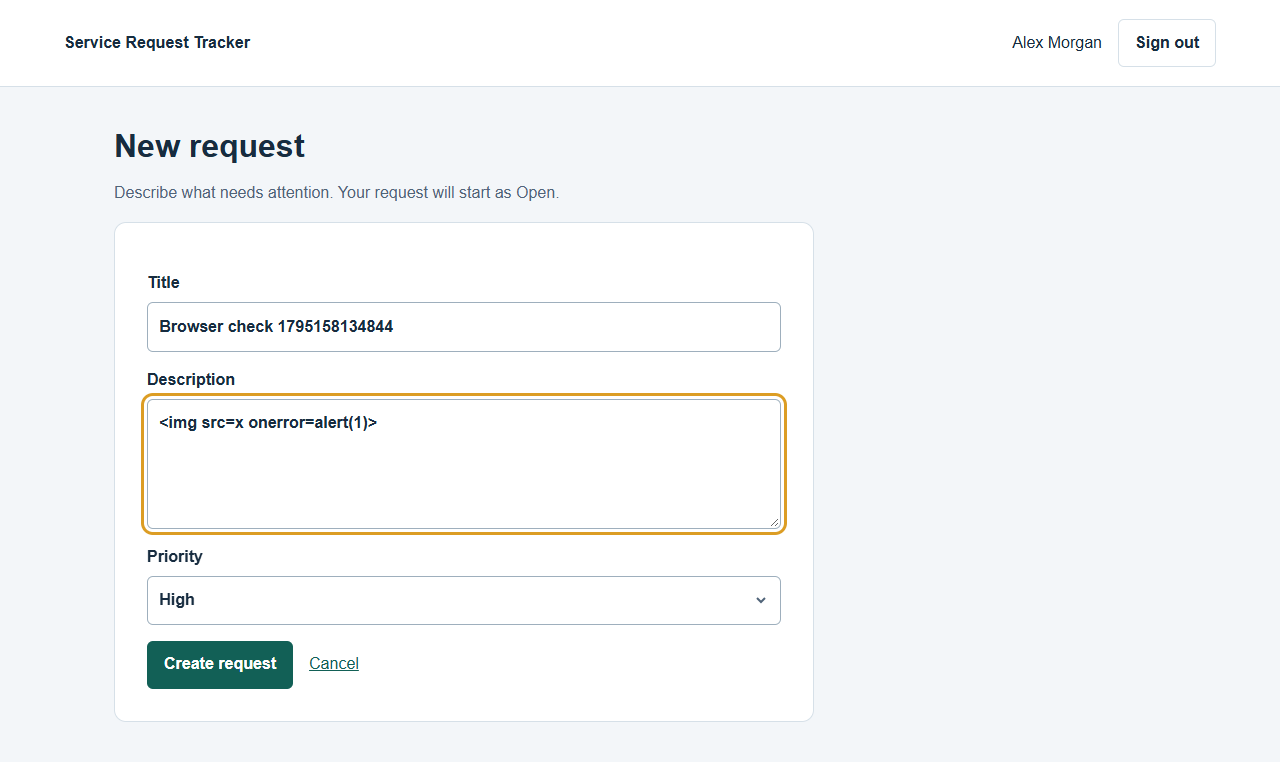 Service Request Tracker
Alex Morgan
Sign out
New request
Describe what needs attention. Your request will start as Open.
Title
Browser check 1795158134844
Description
<img src=x onerror=alert(1)>
Priority
High
Create request
Cancel